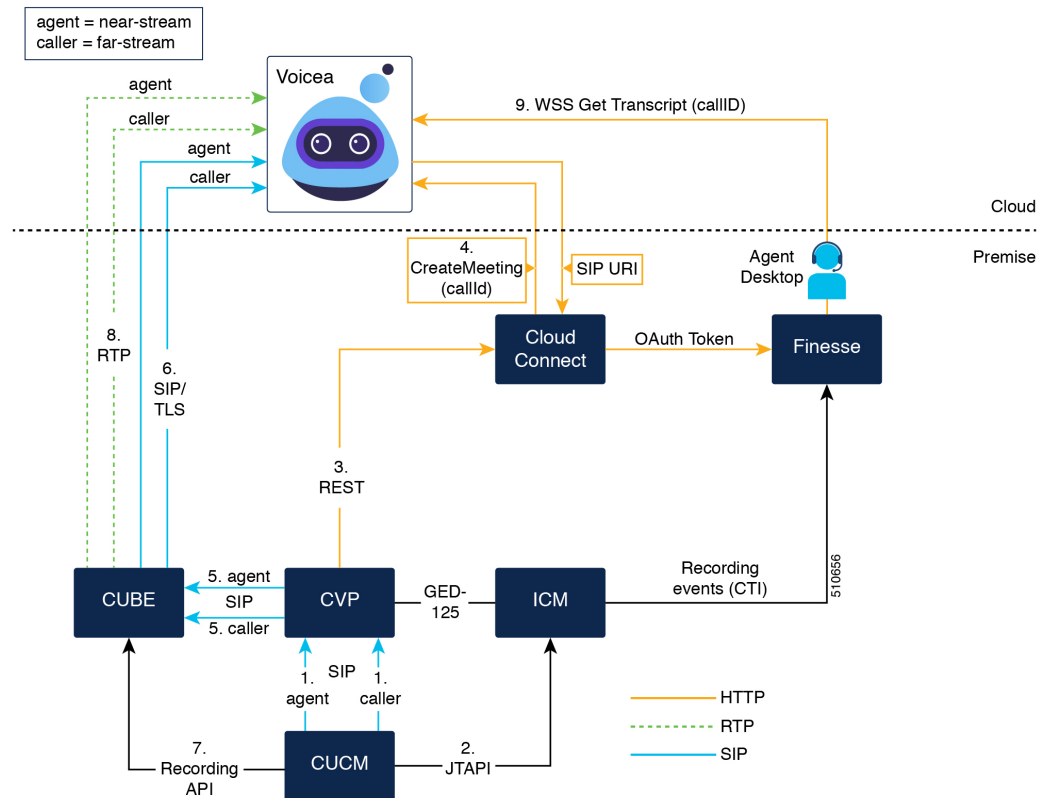 agent = near-stream
caller = far-stream
Voicea
agent
caller
agent
caller
9. WSS Get Transcript (callID)
Cloud
Premise
4.
CreateMeeting
(callId)
SIP URI
Agent
Desktop
8.
RTP
6.
SIP/
TLS
Cloud
Connect
OAuth Token
Finesse
3.
REST
CUBE
5. agent
SIP
5. caller
CVP
GED-
125
ICM
Recording
events (CTI)
510656
1.
agent
SIP
1.
caller
7.
Recording
API
CUCM
2.
JTAPI
HTTP
RTP
SIP